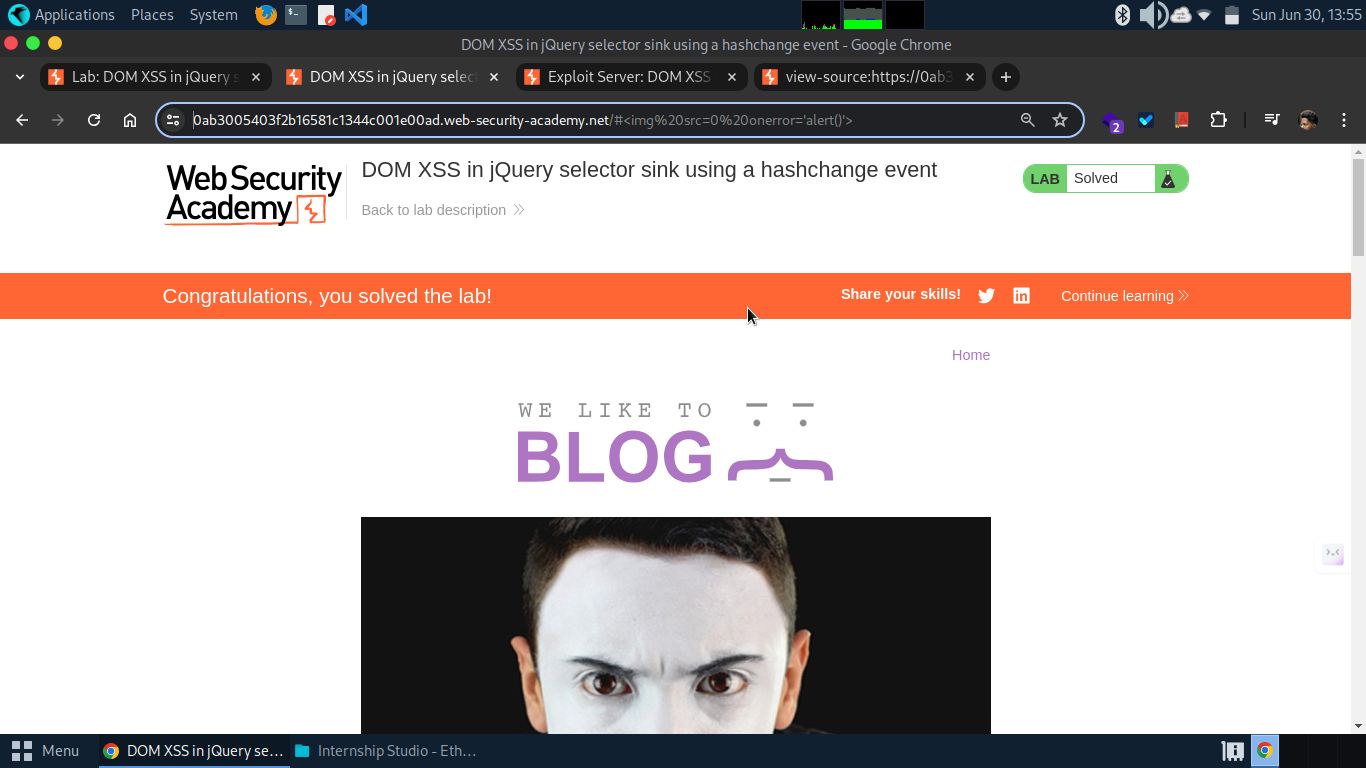 Applications Places System
Sun Jun 30, 13:55
DOM XSS in jQuery selector sink using a hashchange event - Google Chrome
Lab: DOM XSS in jQuery s
DOM XSS in jQuery selec
Exploit Server: DOM XSS
view-source:https://0ab3
0ab3005403f2b16581c1344c001e00ad.web-security-academy.net/#<img%20src=0%20onerror='alert()'>
2
WebSecurity
Academy
DOM XSS in jQuery selector sink using a hashchange event
Back to lab description
LAB Solved
Congratulations, you solved the lab!
Share your skills!
Continue learning
Home
WE LIKE TO
BLOG
Menu
DOM XSS in jQuery se...
Internship Studio - Eth...